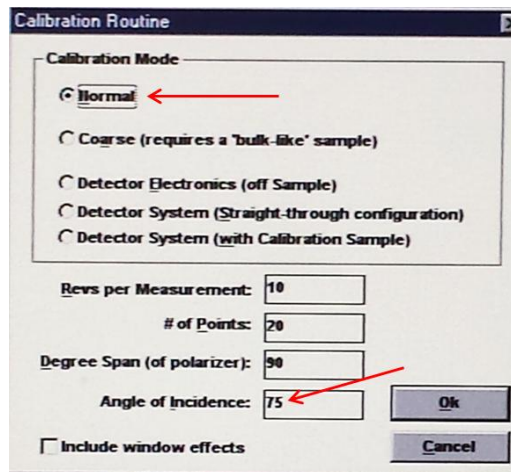 Calibration Routine
Calibration Mode
Normal
Coarse (requires a 'bulk-like' sample)
Detector Electronics (off Sample)
Detector System (Straight-through configuration)
Detector System (with Calibration Sample)
Revs per Measurement: 10
# of Points: 20
Degree Span (of polarizer): 90
Angle of Incidence: 75
Ok
Include window effects
Cancel